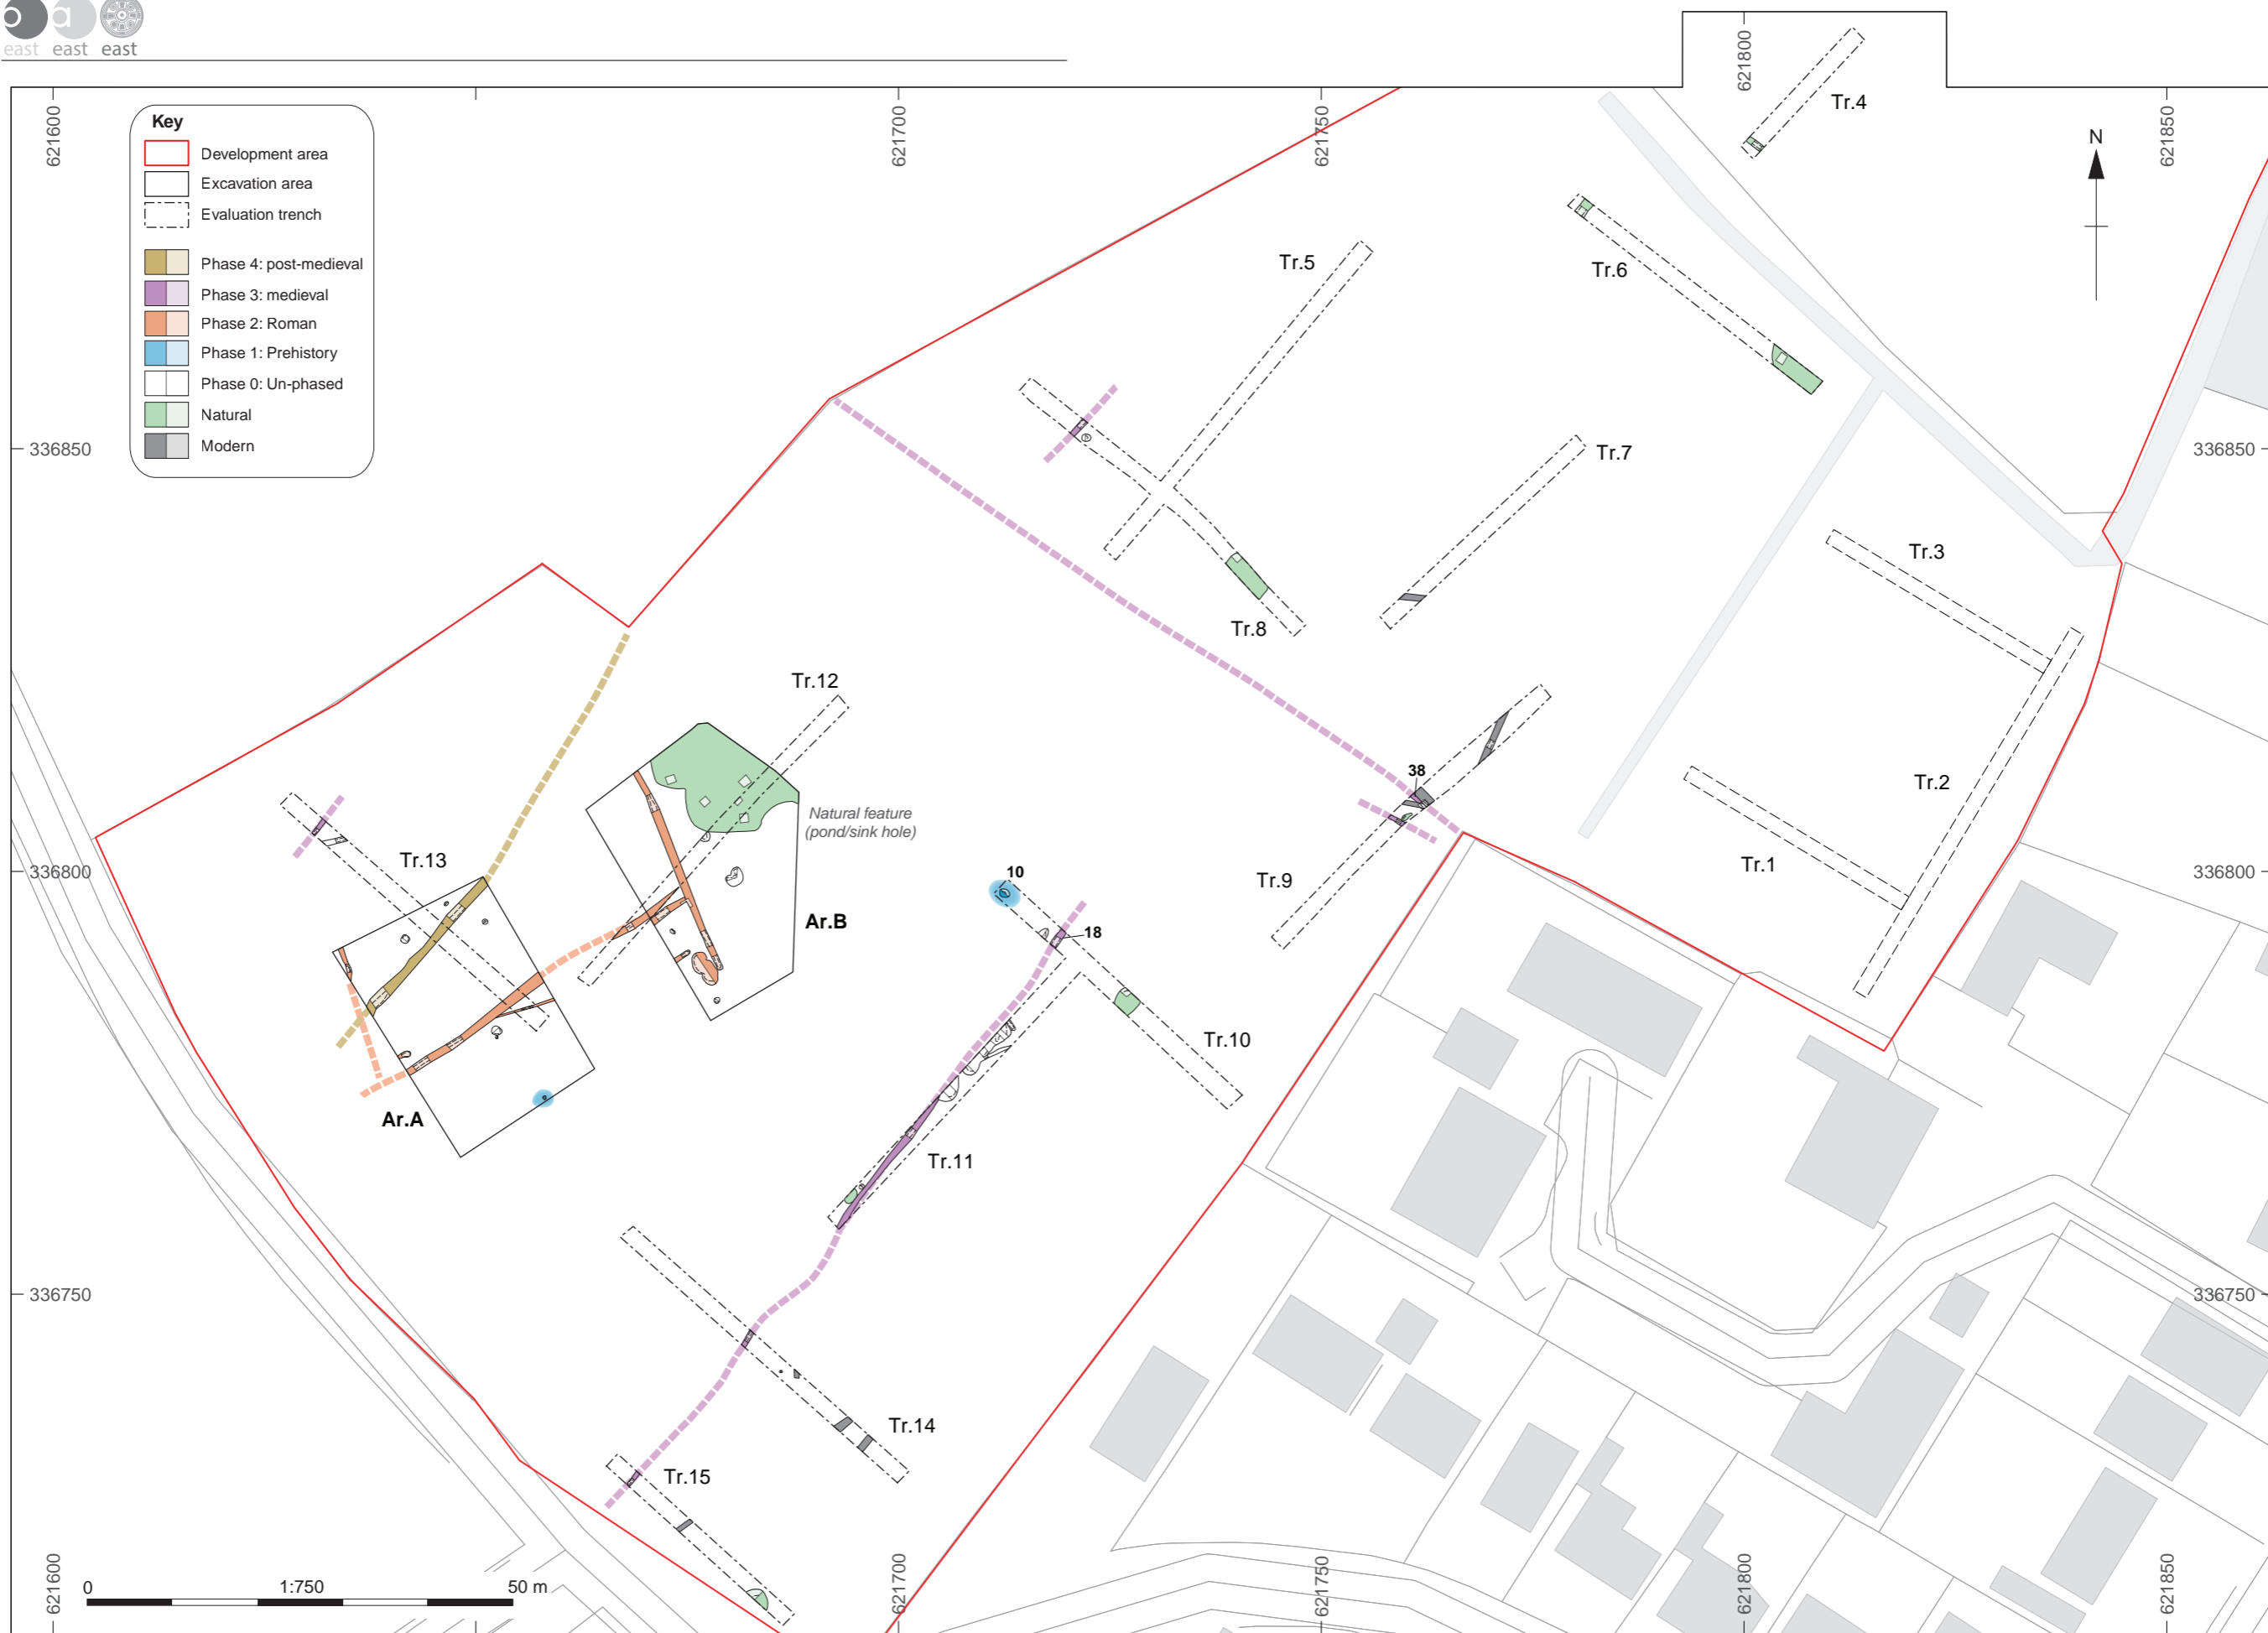 east east east
621600
621700
621750
621800
621850
Key
Development area
Excavation area
Evaluation trench
Phase 4: post-medieval
Phase 3: medieval
Phase 2: Roman
Phase 1: Prehistory
Phase 0: Un-phased
Natural
Modern
N
Tr.4
Tr.5
Tr.6
336850
336850
Tr.7
Tr.3
Tr.8
Tr.12
38
Tr.2
Natural feature
(pond/sink hole)
Tr.13
336800
Tr.1
336800
10
Tr.9
Ar.B
18
Tr.10
Ar.A
Tr.11
336750
336750
Tr.14
Tr.15
0
1:750
50 m
621600
621700
621750
621800
621850